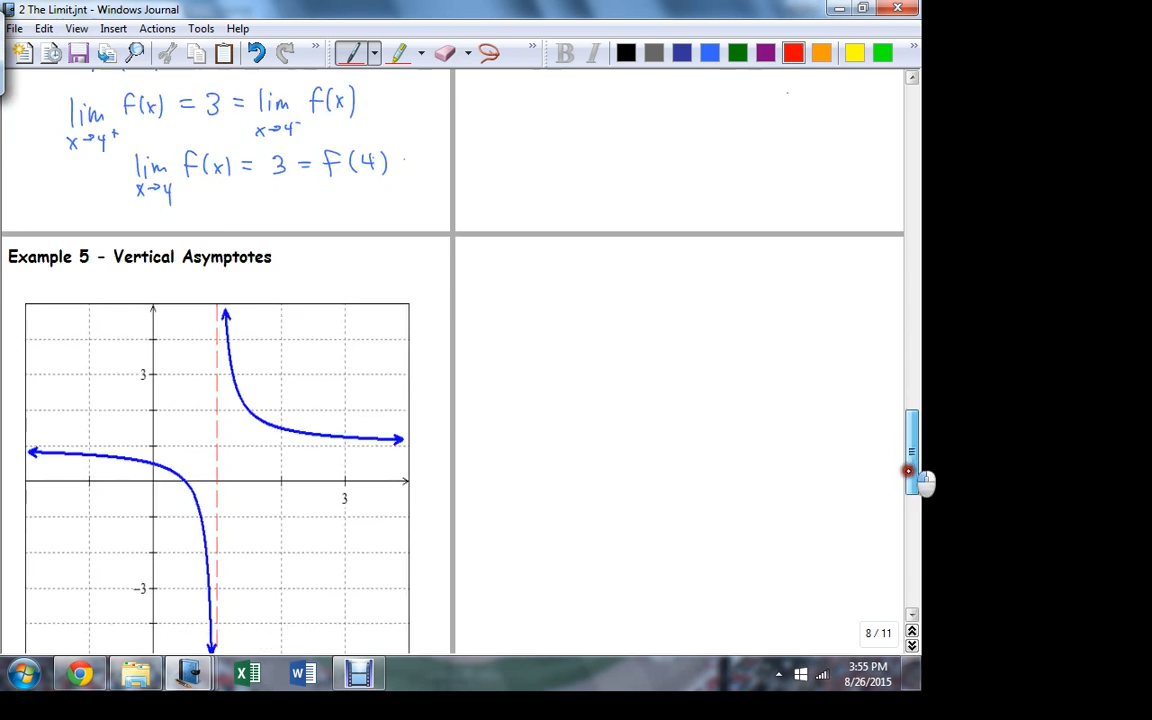 2 The Limit.jnt - Windows Journal
File Edit View Insert Actions Tools Help
B I
lim f(x) = 3 = lim f(x)
x→4⁺ x→4⁻
lim f(x) = 3 = f(4)
x→4
Example 5 - Vertical Asymptotes
3
3
-3
8 / 11
3:55 PM
8/26/2015